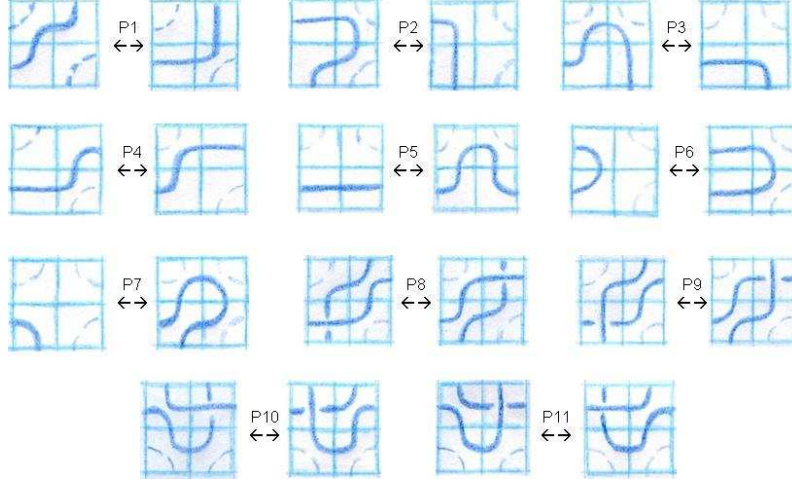 P1 P2 P3
↔ ↔ ↔
P4 P5 P6
↔ ↔ ↔
P7 P8 P9
↔ ↔ ↔
P10 P11
↔ ↔